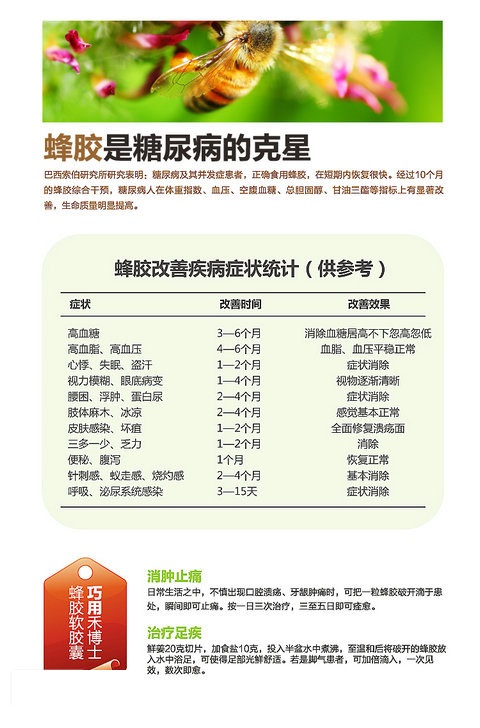 蜂胶是糖尿病的克星
巴西索伯研究所研究表明：糖尿病及其并发症患者，正确食用蜂胶，在短期内恢复很快。经过10个月
的蜂胶综合干预，糖尿病人在体重指数、血压、空腹血糖、总胆固醇、甘油三酯等指标上有显著改
善，生命质量明显提高。
蜂胶改善疾病症状统计（供参考）
症状 改善时间 改善效果
高血糖 3—6个月 消除血糖居高不下忽高忽低
高血脂、高血压 4—6个月 血脂、血压平稳正常
心悸、失眠、盗汗 1—2个月 症状消除
视力模糊、眼底病变 1—4个月 视物逐渐清晰
腰困、浮肿、蛋白尿 2—4个月 症状消除
肢体麻木、冰凉 2—4个月 感觉基本正常
皮肤感染、坏疽 1—2个月 全面修复溃疡面
三多一少、乏力 1—2个月 消除
便秘、腹泻 1个月 恢复正常
针刺感、蚁走感、烧灼感 2—4个月 基本消除
呼吸、泌尿系统感染 3—15天 症状消除
巧用禾博士
蜂胶软胶囊
消肿止痛
日常生活之中，不慎出现口腔溃疡、牙龈肿痛时，可把一粒蜂胶破开滴于患
处，瞬间即可止痛。按一日三次治疗，三至五日即可痊愈。
治疗足疾
鲜姜20克切片，加食盐10克，投入半盆水中煮沸，至温和后将破开的蜂胶放
入水中浴足，可使得足部光鲜舒适。若是脚气患者，可加倍滴入，一次见
效，数次即愈。